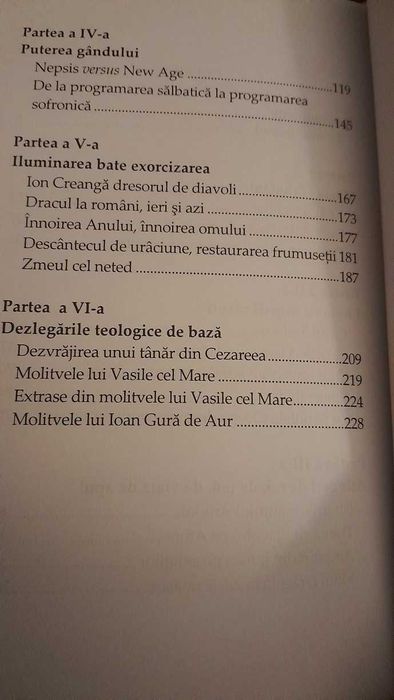 Partea a IV-a
Puterea gândului
Nepsis versus New Age ..............................119
De la programarea sălbatică la programarea
sofronică ......................................................145
Partea a V-a
Iluminarea bate exorcizarea
Ion Creangă dresorul de diavoli ........................167
Dracul la români, ieri și azi ..............................173
Înnoirea Anului, înnoirea omului ......................177
Descântecul de urâciune, restaurarea frumuseții 181
Zmeul cel neted ................................................187
Partea a VI-a
Dezlegările teologice de bază
Dezvrăjirea unui tânăr din Cezareea ..................209
Molitvele lui Vasile cel Mare ............................219
Extrase din molitvele lui Vasile cel Mare ............224
Molitvele lui Ioan Gură de Aur ..........................228